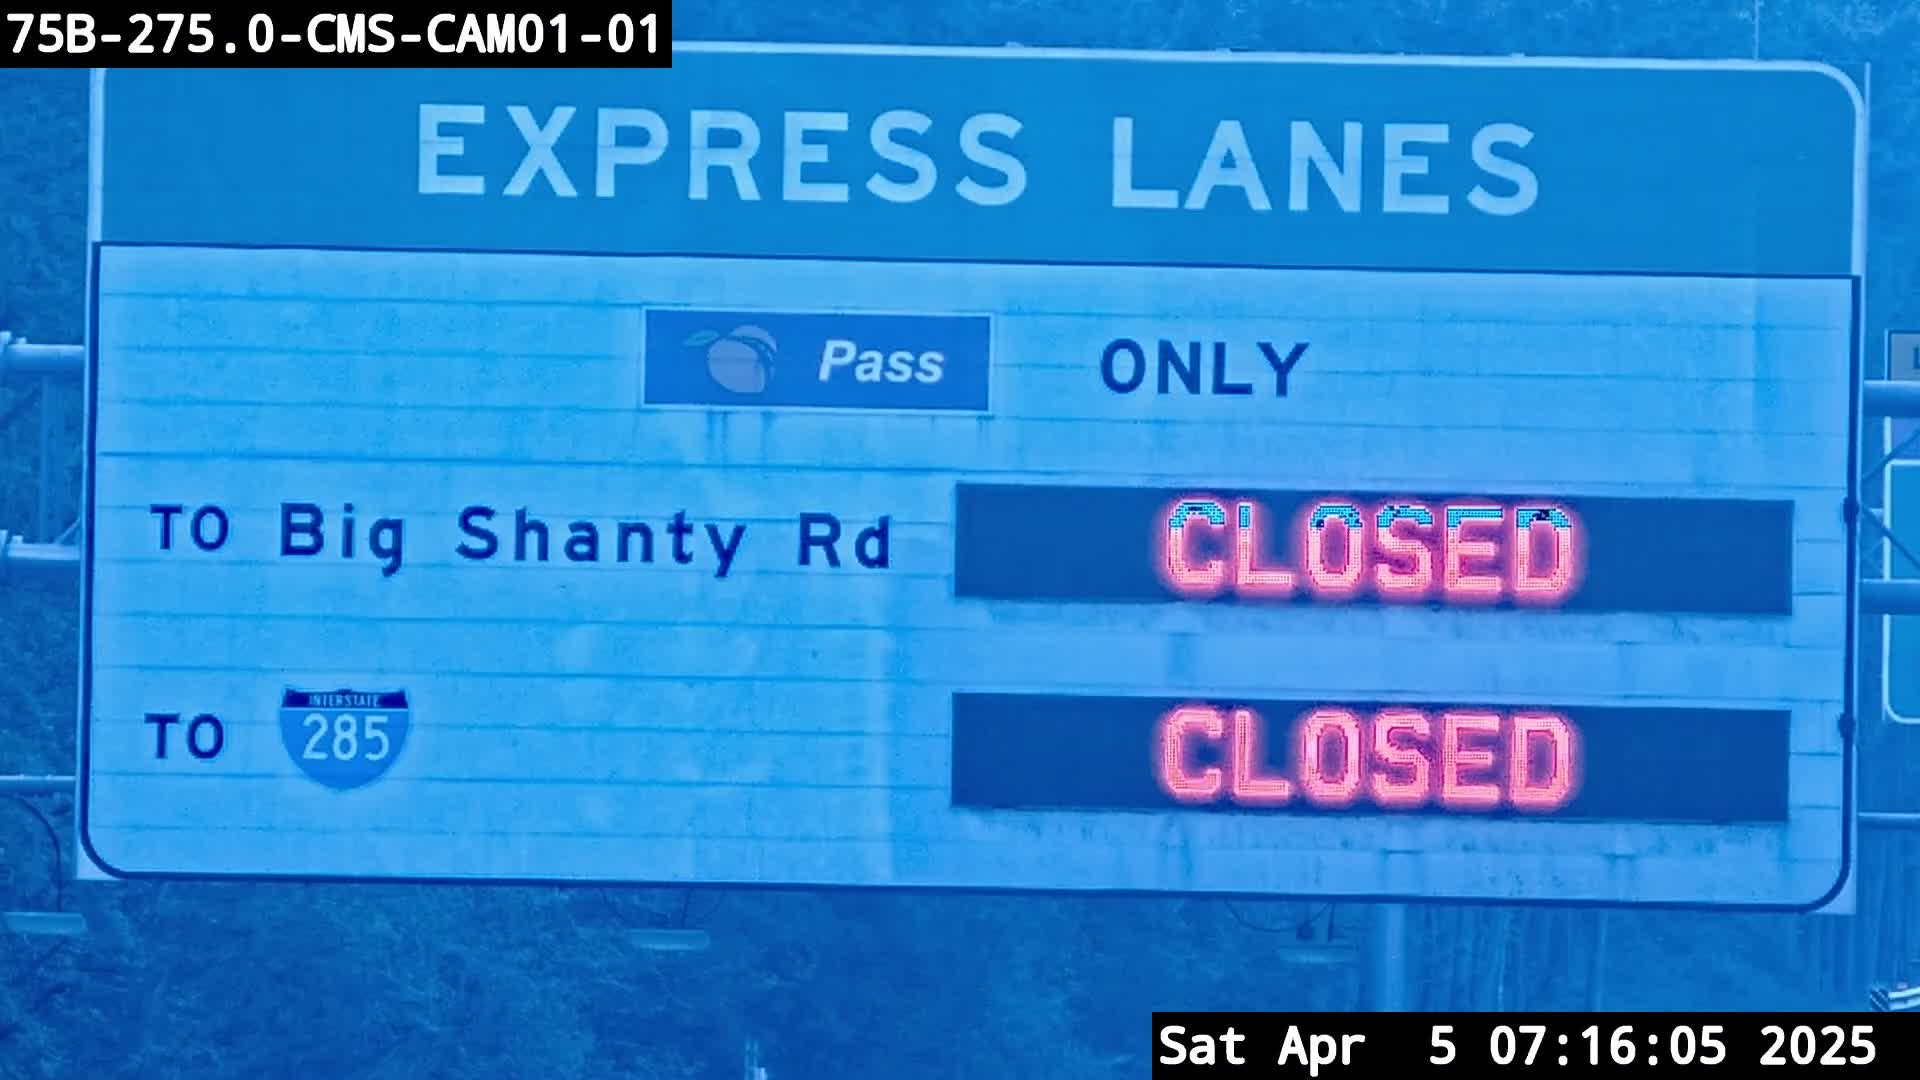 75B-275.0-CMS-CAM01-01
EXPRESS LANES
Pass ONLY
TO Big Shanty Rd CLOSED
TO INTERSTATE 285 CLOSED
Sat Apr 5 07:16:05 2025